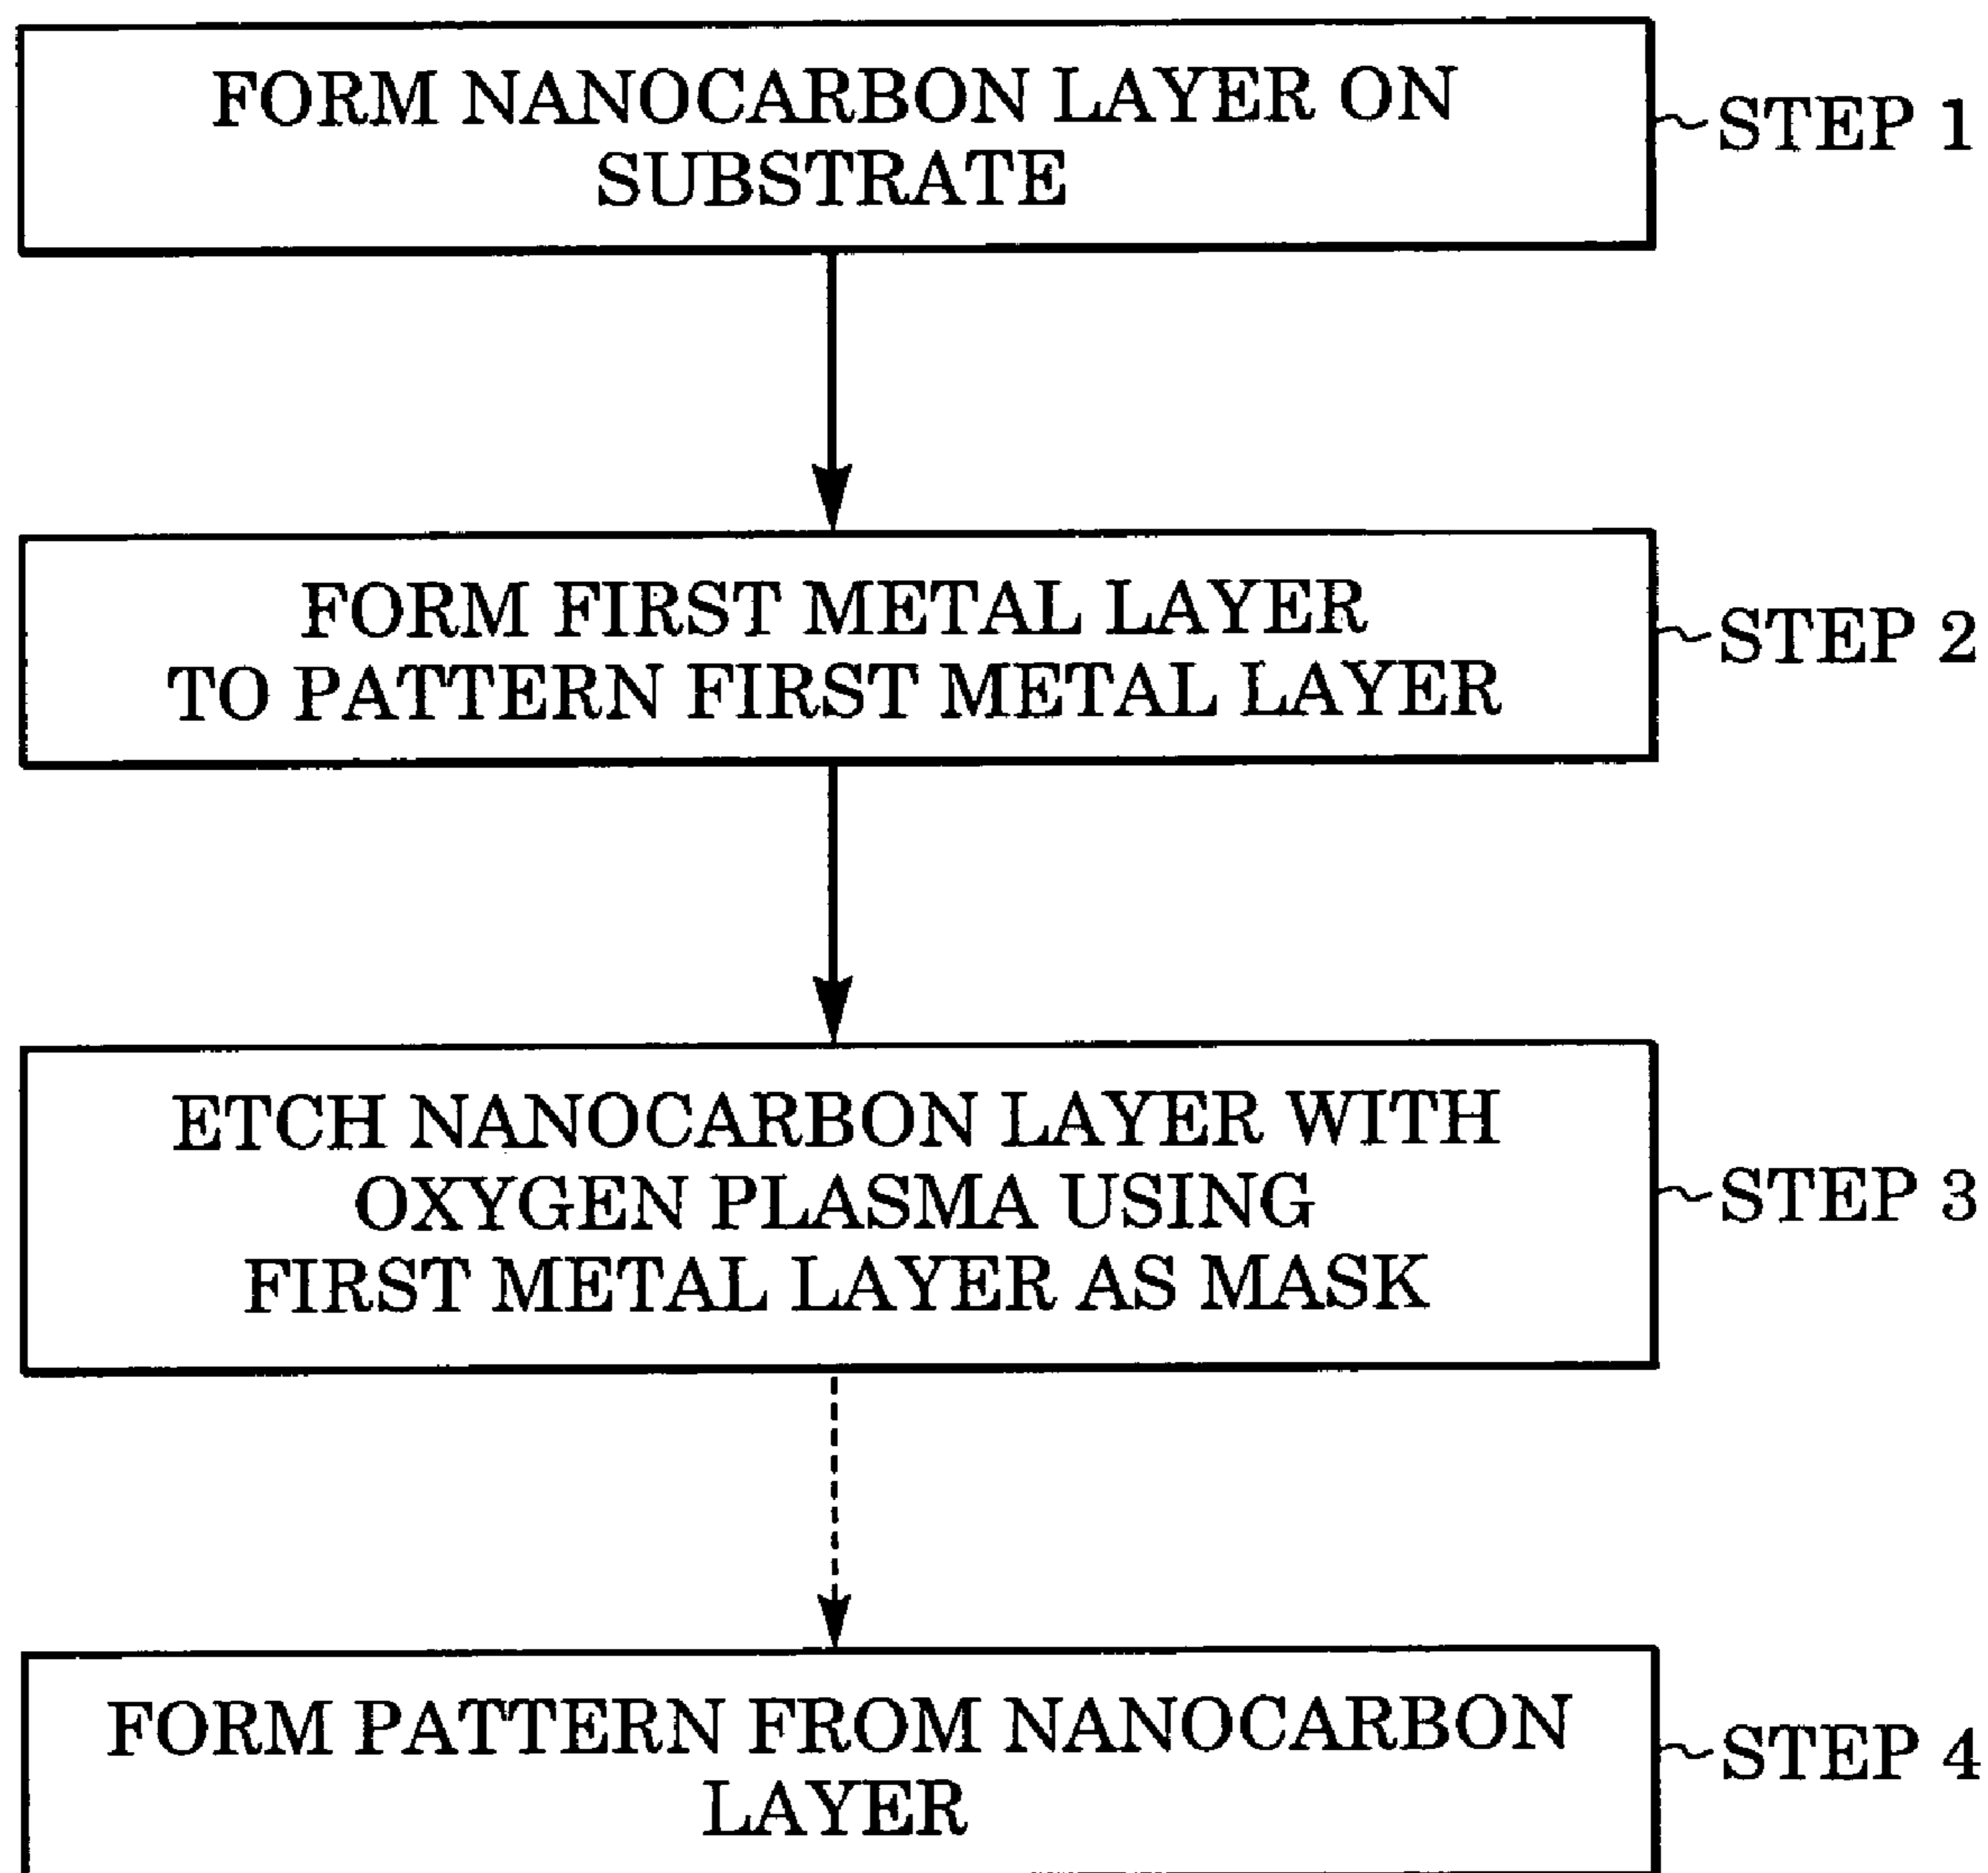 FORM NANOCARBON LAYER ON
SUBSTRATE
STEP 1
FORM FIRST METAL LAYER
TO PATTERN FIRST METAL LAYER
STEP 2
ETCH NANOCARBON LAYER WITH
OXYGEN PLASMA USING
FIRST METAL LAYER AS MASK
STEP 3
FORM PATTERN FROM NANOCARBON
LAYER
STEP 4